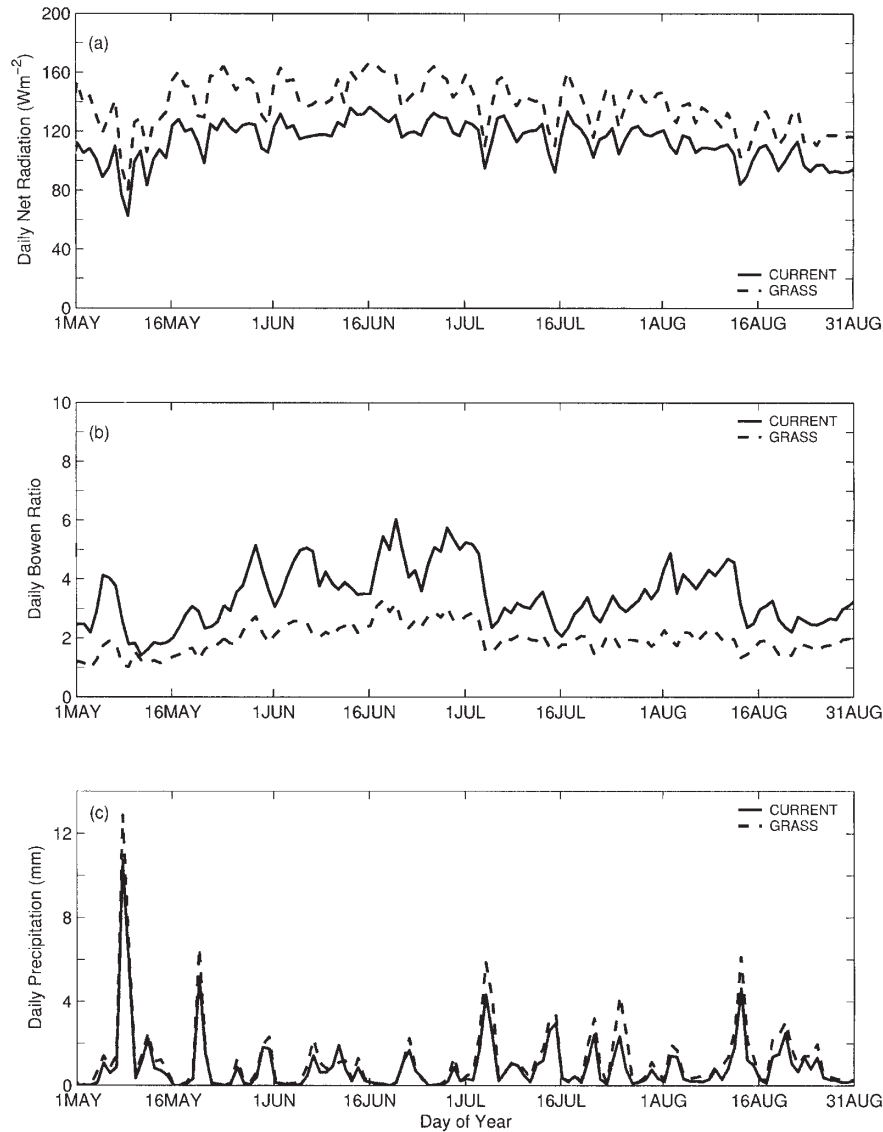 200
(a)
160
120
80
40
0
Daily Net Radiation (Wm⁻²)
CURRENT
GRASS
1MAY 16MAY 1JUN 16JUN 1JUL 16JUL 1AUG 16AUG 31AUG
10
(b)
8
6
4
2
0
Daily Bowen Ratio
CURRENT
GRASS
1MAY 16MAY 1JUN 16JUN 1JUL 16JUL 1AUG 16AUG 31AUG
(c)
12
8
4
0
Daily Precipitation (mm)
CURRENT
GRASS
1MAY 16MAY 1JUN 16JUN 1JUL 16JUL 1AUG 16AUG 31AUG
Day of Year